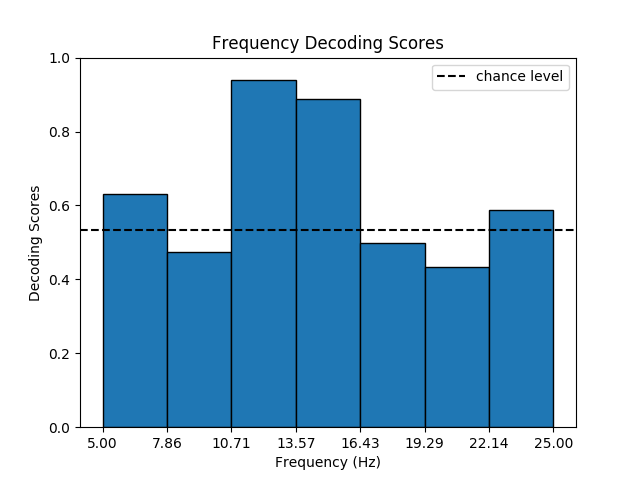 Frequency Decoding Scores
chance level
Decoding Scores
1.0
0.8
0.6
0.4
0.2
0.0
5.00 7.86 10.71 13.57 16.43 19.29 22.14 25.00
Frequency (Hz)